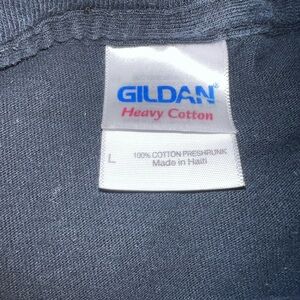 GILDAN®
Heavy Cotton
L
100% COTTON PRESHRUNK
Made in Haiti